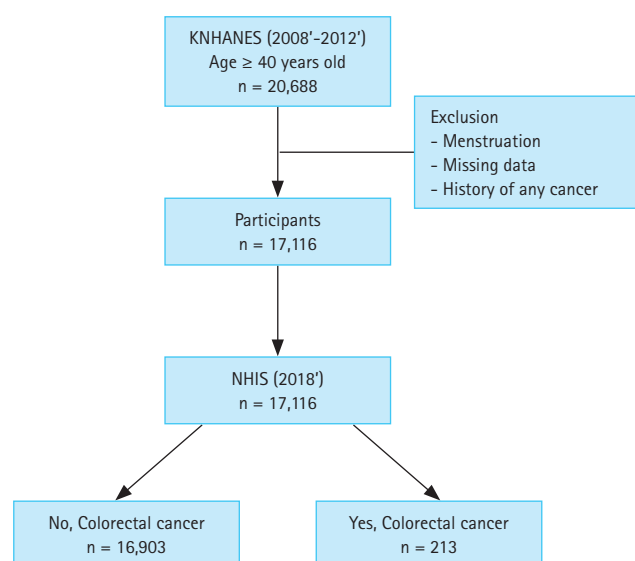 KNHANES (2008'-2012')
Age ≥ 40 years old
n = 20,688
Exclusion
- Menstruation
- Missing data
- History of any cancer
Participants
n = 17,116
NHIS (2018')
n = 17,116
No, Colorectal cancer
n = 16,903
Yes, Colorectal cancer
n = 213